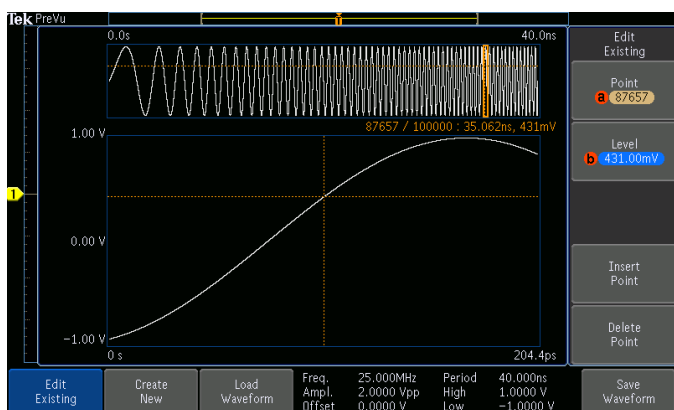 Tek PreVu
T
0.0s 40.0ns
87657 / 100000 : 35.062ns, 431mV
1.00 V
1
0.00 V
−1.00 V
0 s 204.4ps
Edit
Existing
Point
a 87657
Level
b 431.00mV
Insert
Point
Delete
Point
Edit
Existing
Create
New
Load
Waveform
Freq. 25.000MHz Period 40.000ns
Ampl. 2.0000 Vpp High 1.0000 V
Offset 0.0000 V Low −1.0000 V
Save
Waveform